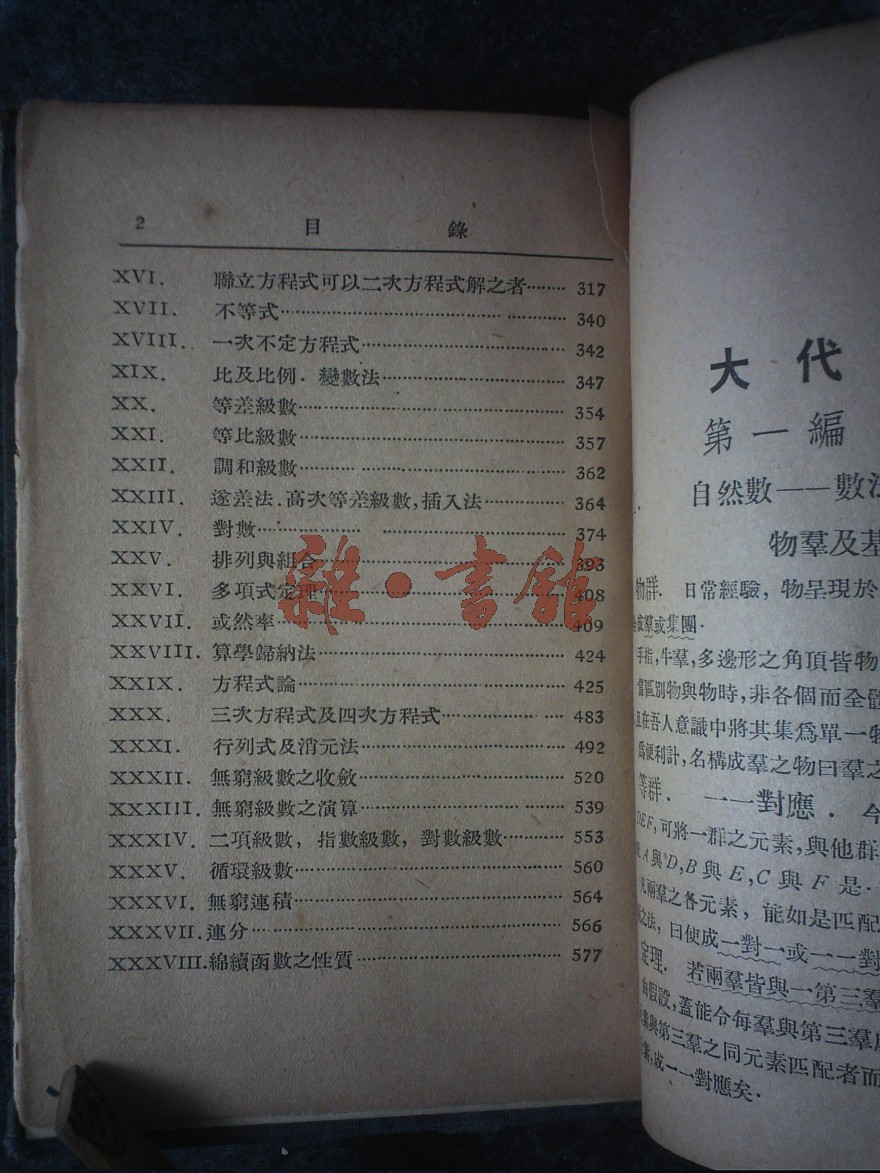 2 目錄
XVI. 聯立方程式可以二次方程式解之者 317
XVII. 不等式 340
XVIII. 一次不定方程式 342
XIX. 比及比例．變數法 347
XX. 等差級數 354
XXI. 等比級數 357
XXII. 調和級數 362
XXIII. 遞差法．高次等差級數，插入法 364
XXIV. 對數 374
XXV. 排列與組合 393
XXVI. 多項式定理 408
XXVII. 或然率 409
XXVIII. 算學歸納法 424
XXIX. 方程式論 425
XXX. 三次方程式及四次方程式 483
XXXI. 行列式及消元法 492
XXXII. 無窮級數之收斂 520
XXXIII. 無窮級數之演算 539
XXXIV. 二項級數，指數級數，對數級數 553
XXXV. 循環級數 560
XXXVI. 無窮連積 564
XXXVII. 連分 566
XXXVIII. 綿續函數之性質 577
雜·書館
大代
第一編
自然數——數法
物羣及基
物群．日常經驗，物呈現於
羣或集團．
手指，牛羣，多邊形之角頂皆物
當區別物與物時，非各個而全體
且在吾人意識中將其集爲單一物
爲便利計，名構成羣之物曰羣之
等群．一一對應．今
DEF，可將一群之元素，與他群
A與D，B與E，C與F是．
凡兩羣之各元素，能如是匹配
之法，曰使成一對一或一一對
定理．若兩羣皆與一第三羣
由假設，蓋能令每羣與第三羣
素與第三羣之同元素匹配者而
素，成一一對應矣．